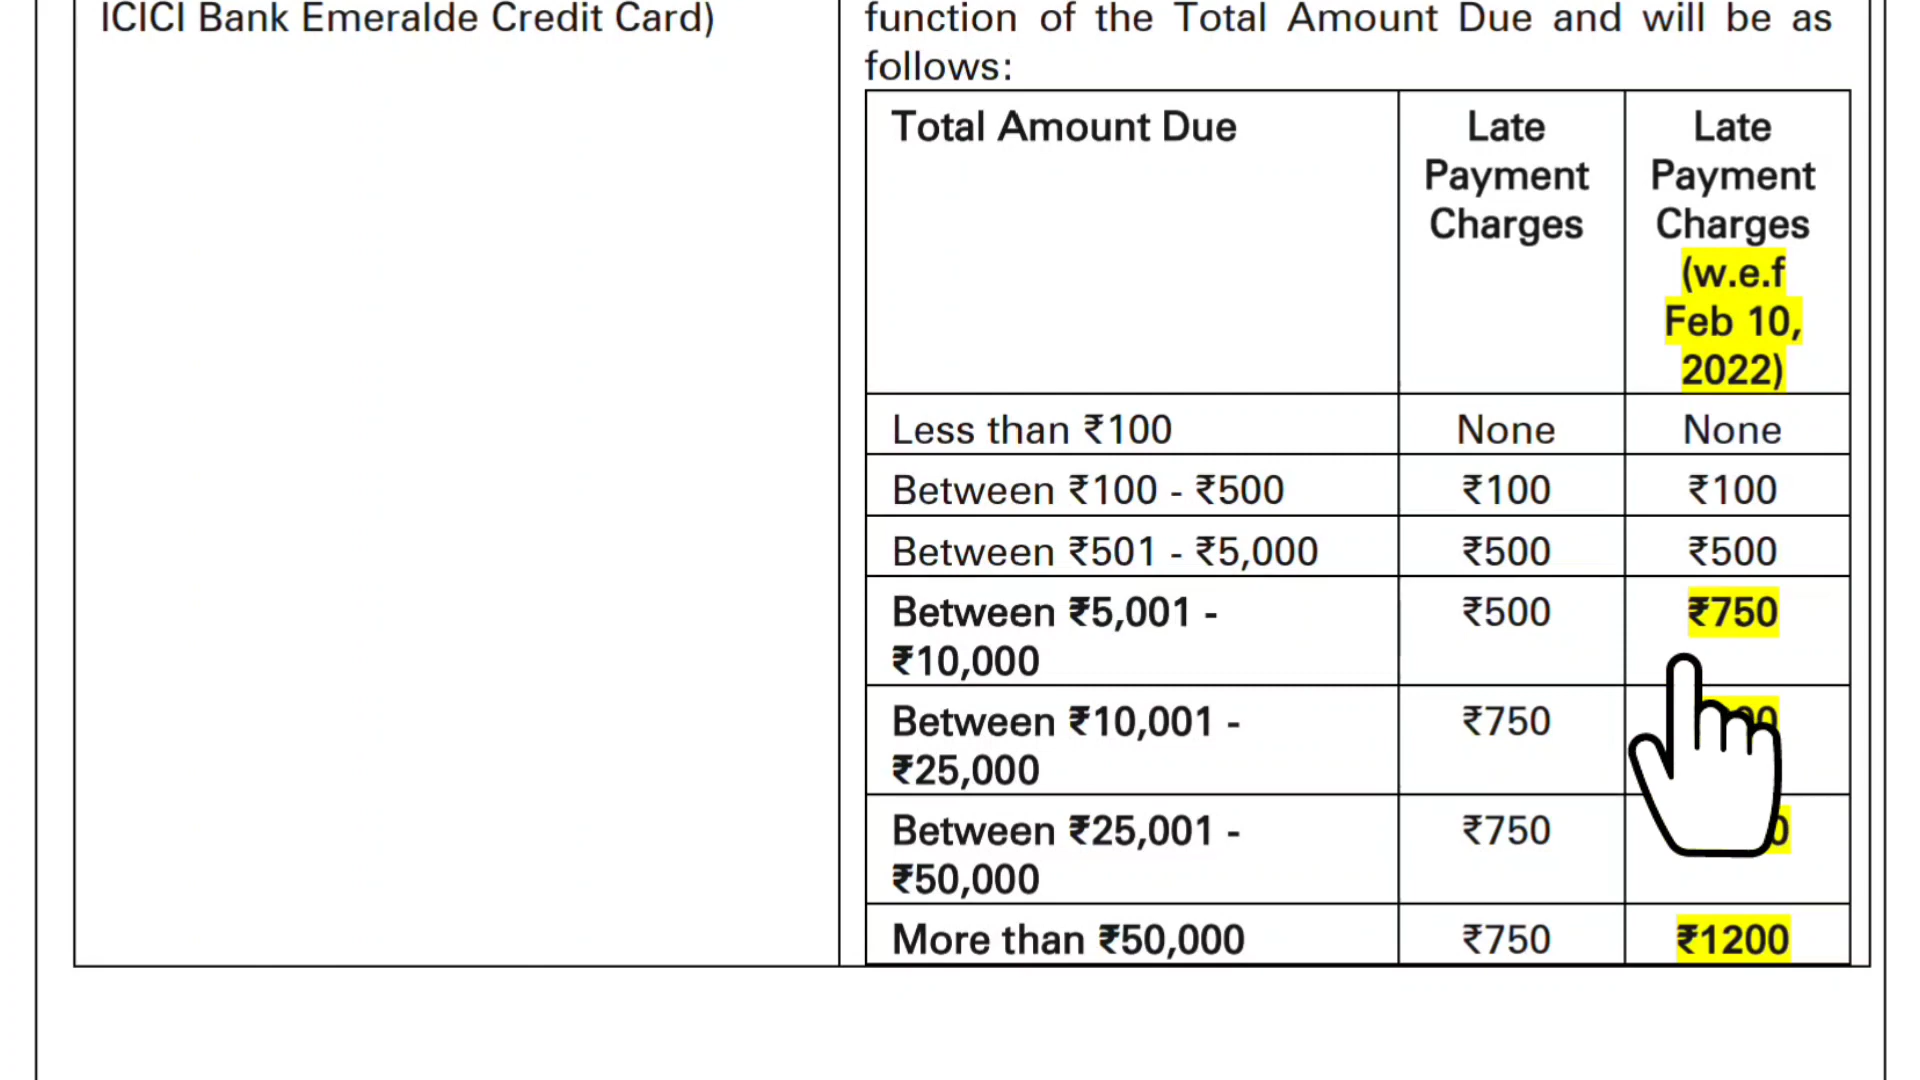 ICICI Bank Emeralde Credit Card)
function of the Total Amount Due and will be as
follows:
Total Amount Due
Late
Payment
Charges
Late
Payment
Charges
(w.e.f
Feb 10,
2022)
Less than ₹100 None None
Between ₹100 - ₹500 ₹100 ₹100
Between ₹501 - ₹5,000 ₹500 ₹500
Between ₹5,001 - ₹500 ₹750
₹10,000
Between ₹10,001 - ₹750
₹25,000
Between ₹25,001 - ₹750
₹50,000
More than ₹50,000 ₹750 ₹1200